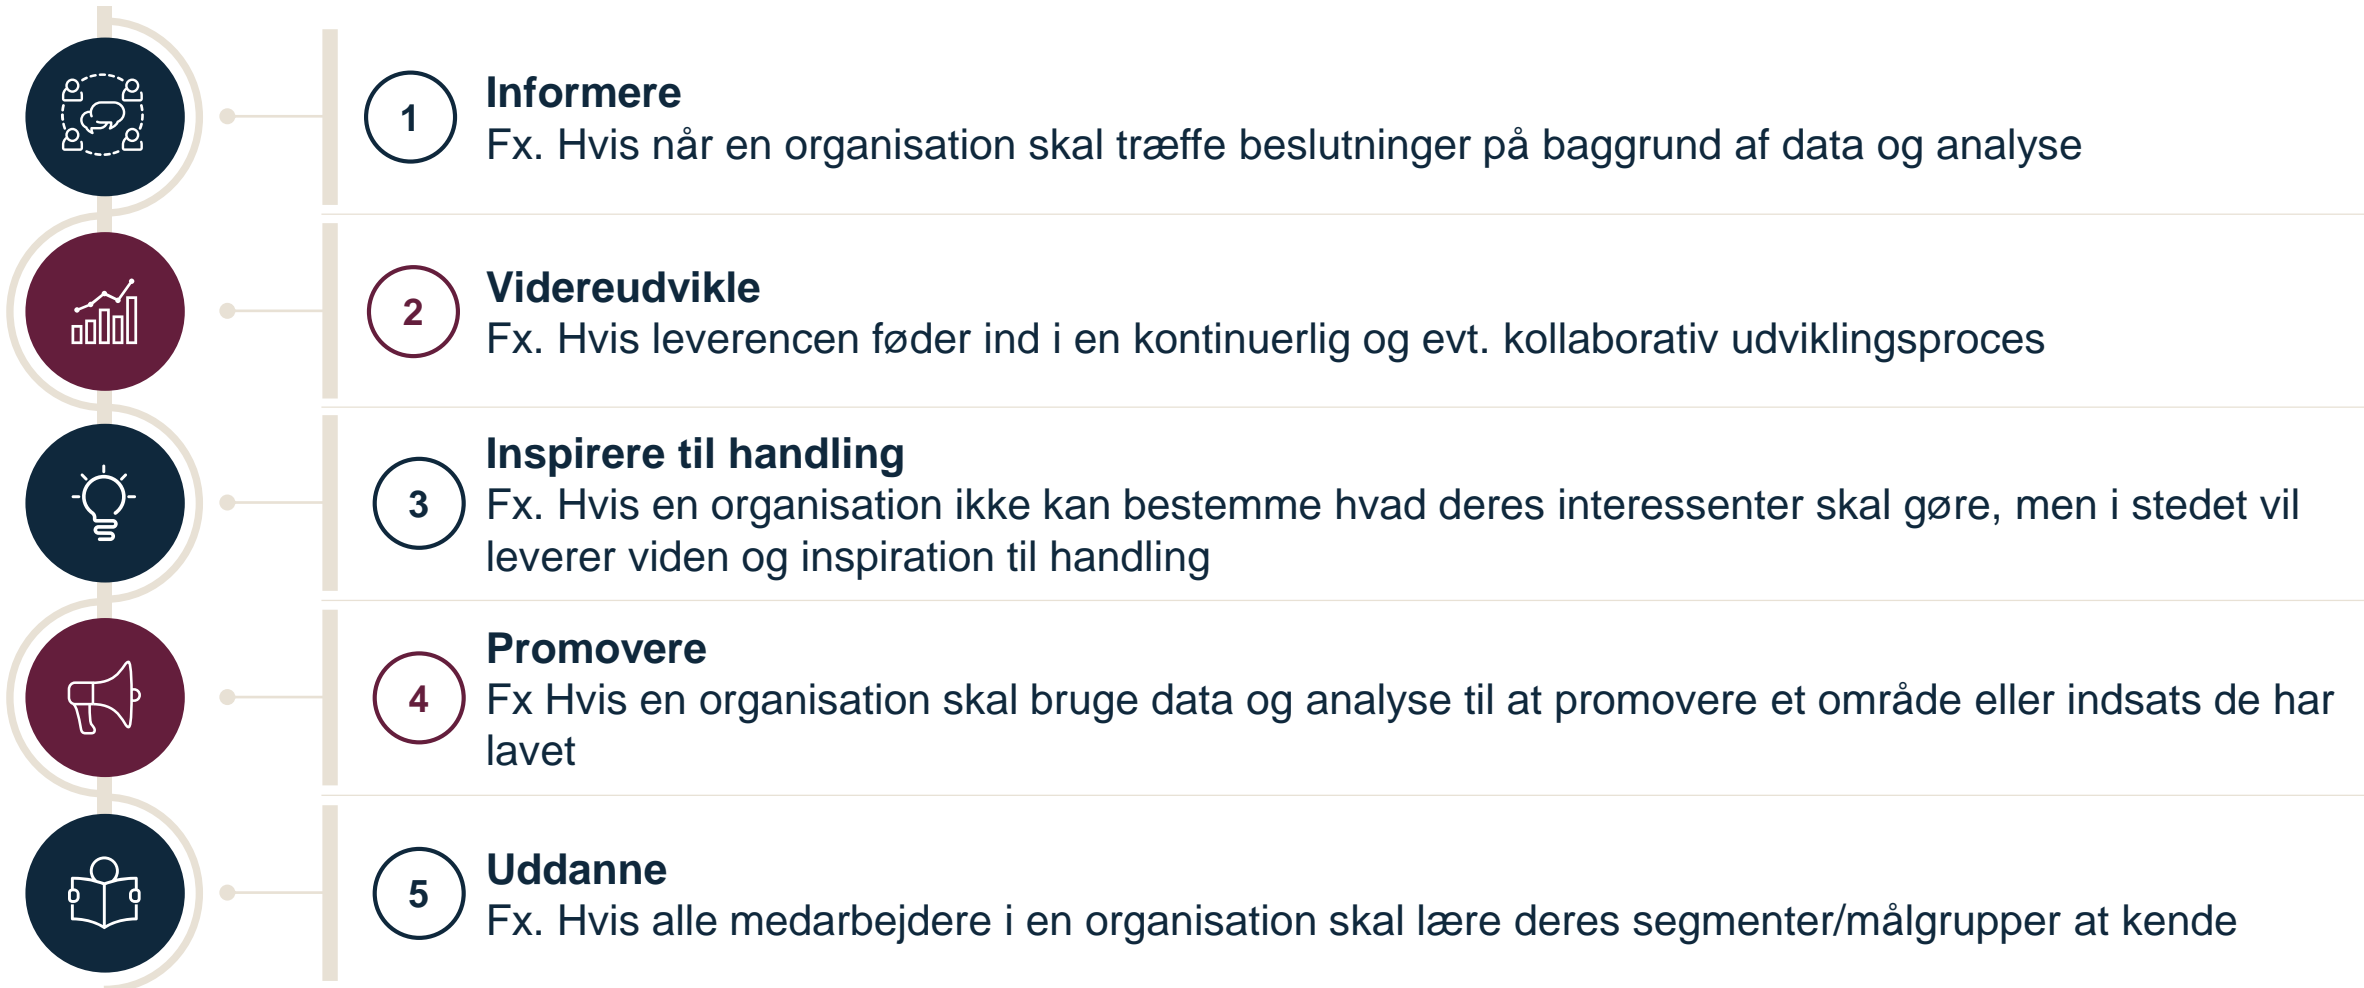 1
Informere
Fx. Hvis når en organisation skal træffe beslutninger på baggrund af data og analyse
2
Videreudvikle
Fx. Hvis leverencen føder ind i en kontinuerlig og evt. kollaborativ udviklingsproces
3
Inspirere til handling
Fx. Hvis en organisation ikke kan bestemme hvad deres interessenter skal gøre, men i stedet vil
leverer viden og inspiration til handling
4
Promovere
Fx Hvis en organisation skal bruge data og analyse til at promovere et område eller indsats de har
lavet
5
Uddanne
Fx. Hvis alle medarbejdere i en organisation skal lære deres segmenter/målgrupper at kende